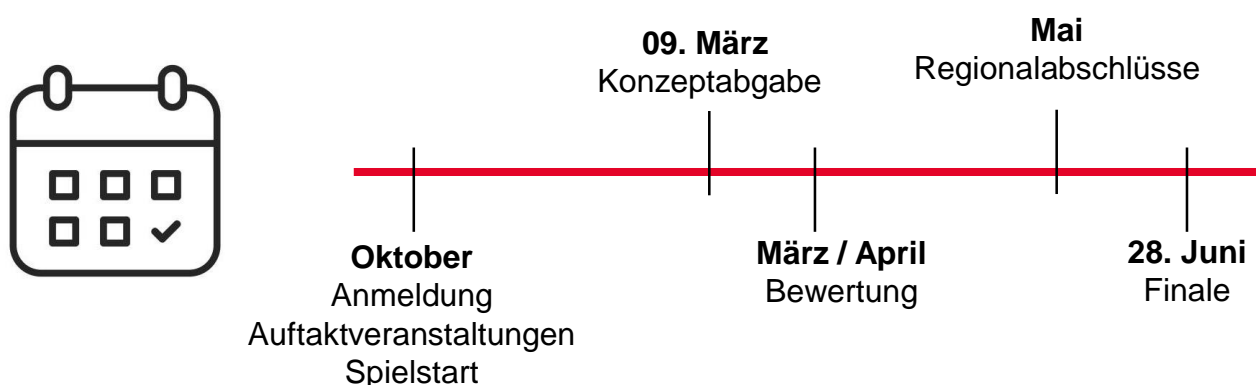 09. März
Konzeptabgabe
Mai
Regionalabschlüsse
Oktober
Anmeldung
Auftaktveranstaltungen
Spielstart
März / April
Bewertung
28. Juni
Finale